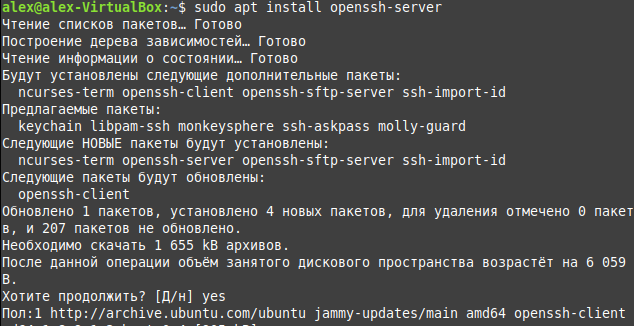 alex@alex-VirtualBox:~$ sudo apt install openssh-server
Чтение списков пакетов… Готово
Построение дерева зависимостей… Готово
Чтение информации о состоянии… Готово
Будут установлены следующие дополнительные пакеты:
ncurses-term openssh-client openssh-sftp-server ssh-import-id
Предлагаемые пакеты:
keychain libpam-ssh monkeysphere ssh-askpass molly-guard
Следующие НОВЫЕ пакеты будут установлены:
ncurses-term openssh-server openssh-sftp-server ssh-import-id
Следующие пакеты будут обновлены:
openssh-client
Обновлено 1 пакетов, установлено 4 новых пакетов, для удаления отмечено 0 пакет
в, и 207 пакетов не обновлено.
Необходимо скачать 1 655 kB архивов.
После данной операции объём занятого дискового пространства возрастёт на 6 059
B.
Хотите продолжить? [Д/н] yes
Пол:1 http://archive.ubuntu.com/ubuntu jammy-updates/main amd64 openssh-client